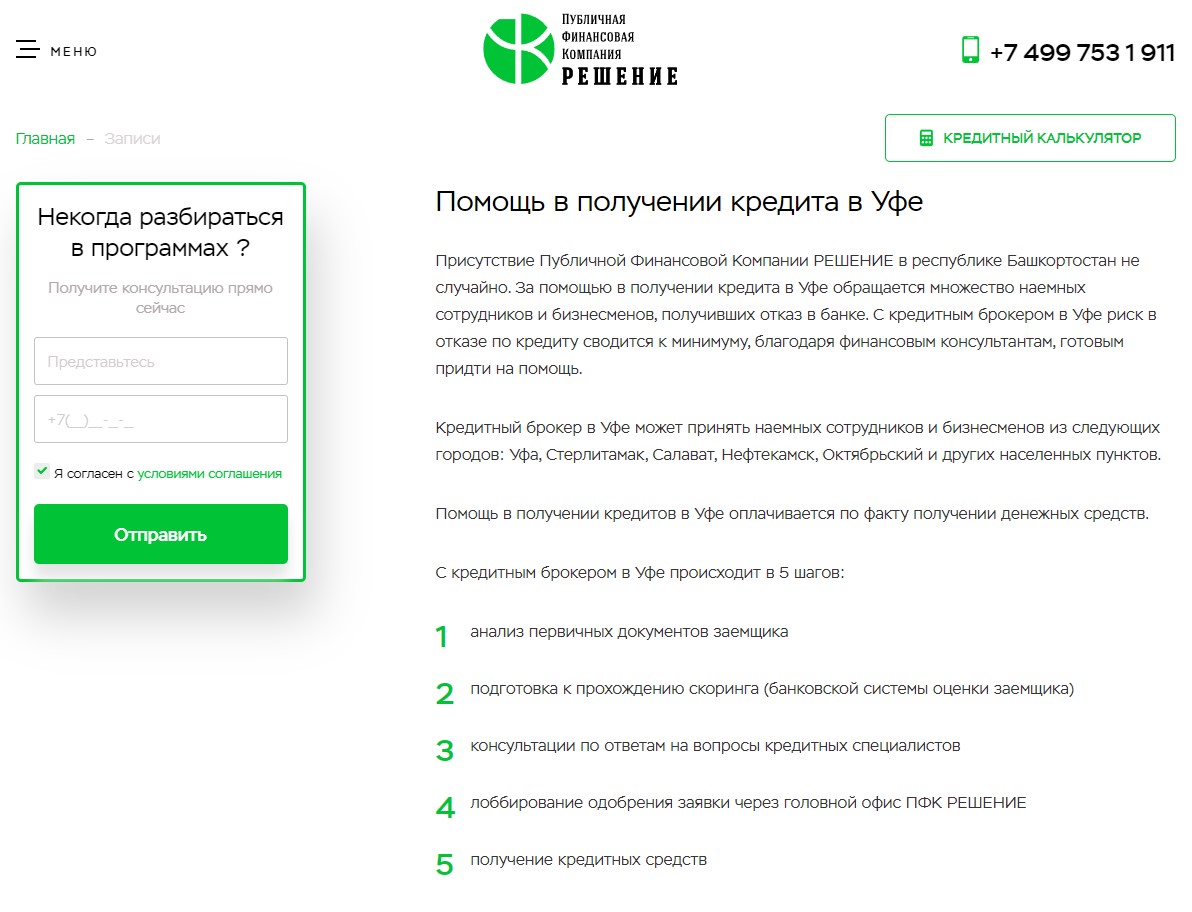 МЕНЮ
Публичная
Финансовая
Компания
РЕШЕНИЕ
+7 499 753 1 911
Главная – Записи
КРЕДИТНЫЙ КАЛЬКУЛЯТОР
Некогда разбираться
в программах ?
Получите консультацию прямо
сейчас
Представьтесь
+7(__)__-_-_
Я согласен с условиями соглашения
Отправить
Помощь в получении кредита в Уфе
Присутствие Публичной Финансовой Компании РЕШЕНИЕ в республике Башкортостан не
случайно. За помощью в получении кредита в Уфе обращается множество наемных
сотрудников и бизнесменов, получивших отказ в банке. С кредитным брокером в Уфе риск в
отказе по кредиту сводится к минимуму, благодаря финансовым консультантам, готовым
придти на помощь.
Кредитный брокер в Уфе может принять наемных сотрудников и бизнесменов из следующих
городов: Уфа, Стерлитамак, Салават, Нефтекамск, Октябрьский и других населенных пунктов.
Помощь в получении кредитов в Уфе оплачивается по факту получении денежных средств.
С кредитным брокером в Уфе происходит в 5 шагов:
1 анализ первичных документов заемщика
2 подготовка к прохождению скоринга (банковской системы оценки заемщика)
3 консультации по ответам на вопросы кредитных специалистов
4 лоббирование одобрения заявки через головной офис ПФК РЕШЕНИЕ
5 получение кредитных средств